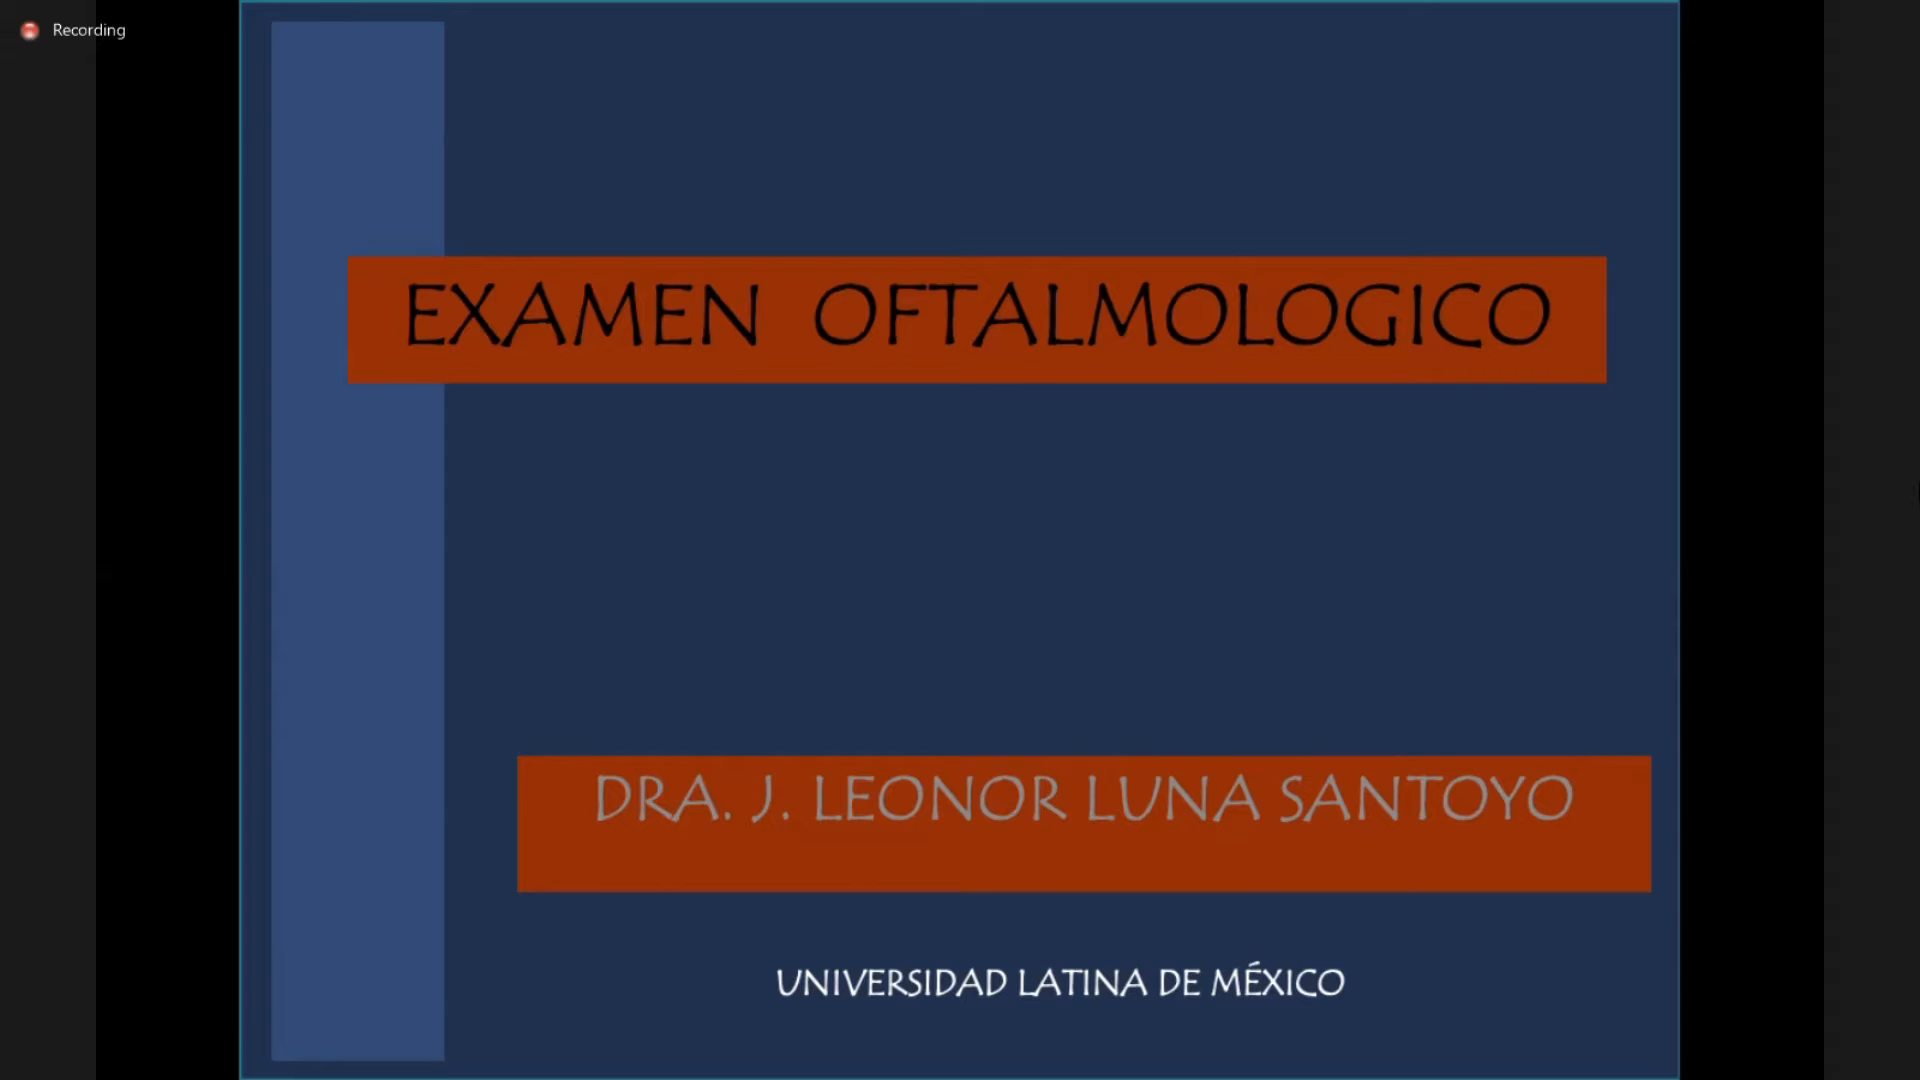 Recording
EXAMEN OFTALMOLOGICO
DRA. J. LEONOR LUNA SANTOYO
UNIVERSIDAD LATINA DE MÉXICO